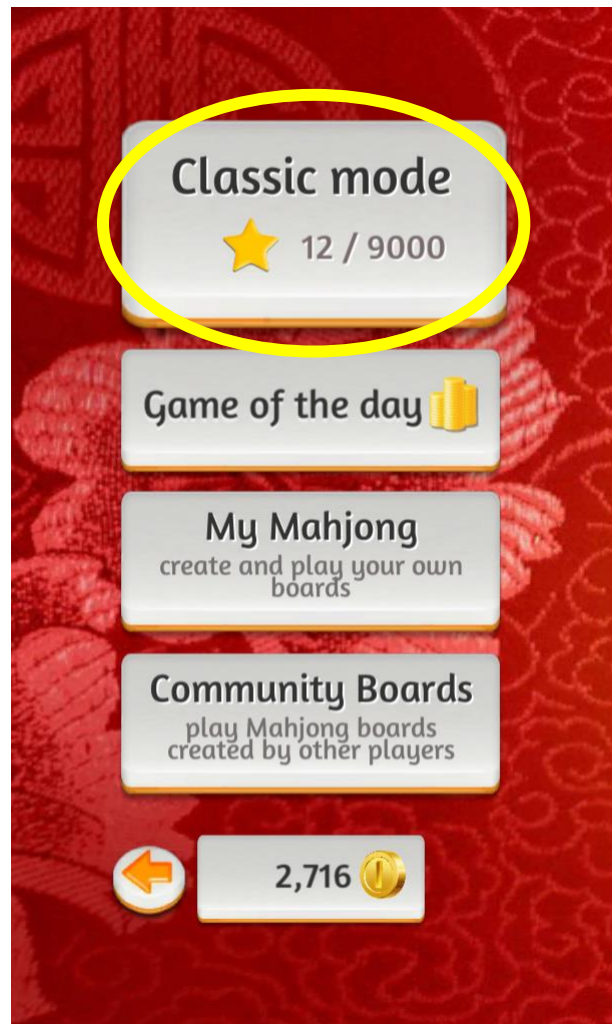 Classic mode
12 / 9000
Game of the day
My Mahjong
create and play your own
boards
Community Boards
play Mahjong boards
created by other players
2,716